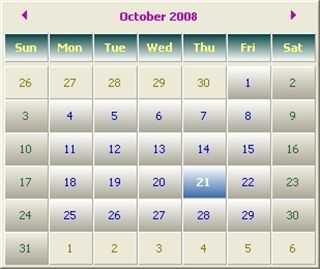 October 2008
Sun Mon Tue Wed Thu Fri Sat
26 27 28 29 30 1 2
3 4 5 6 7 8 9
10 11 12 13 14 15 16
17 18 19 20 21 22 23
24 25 26 27 28 29 30
31 1 2 3 4 5 6